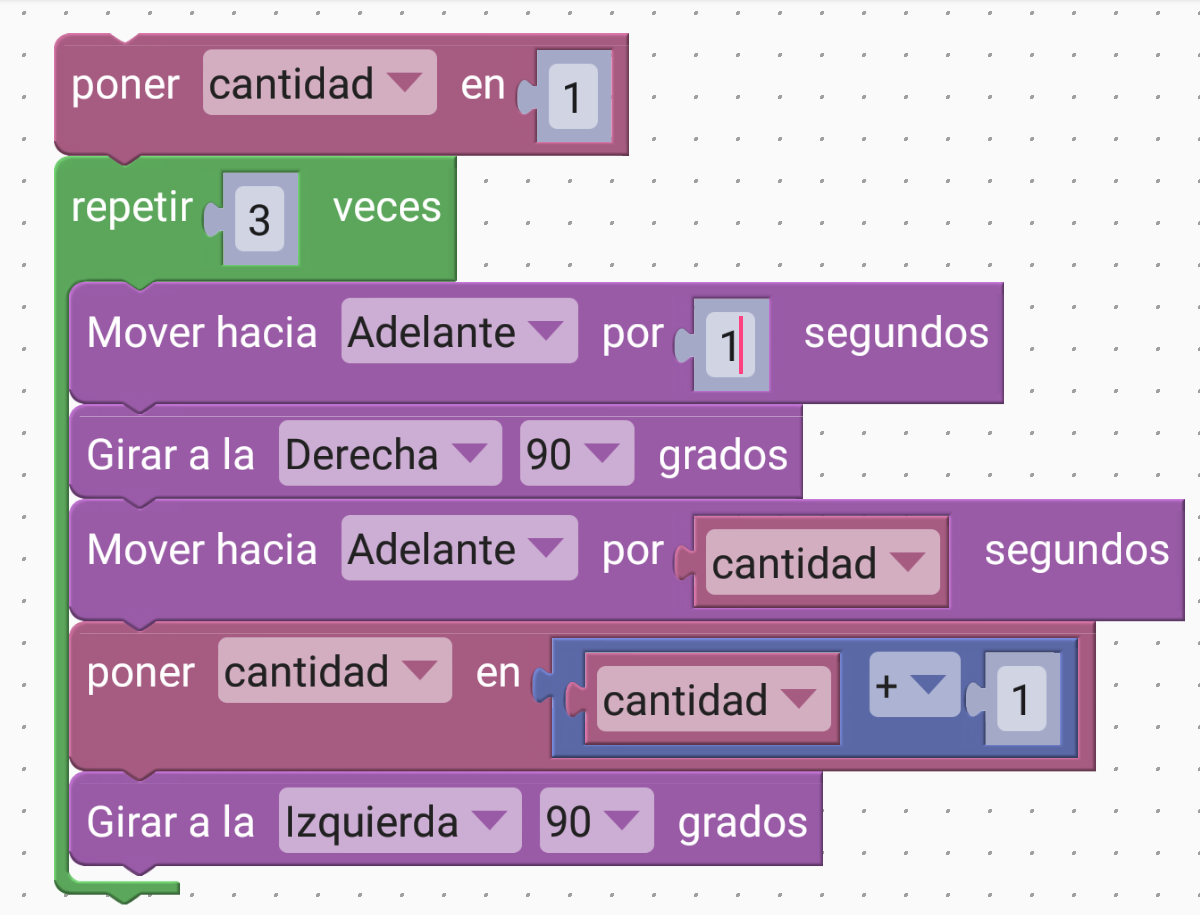 poner cantidad en 1
repetir 3 veces
Mover hacia Adelante por 1 segundos
Girar a la Derecha 90 grados
Mover hacia Adelante por cantidad segundos
poner cantidad en cantidad + 1
Girar a la Izquierda 90 grados